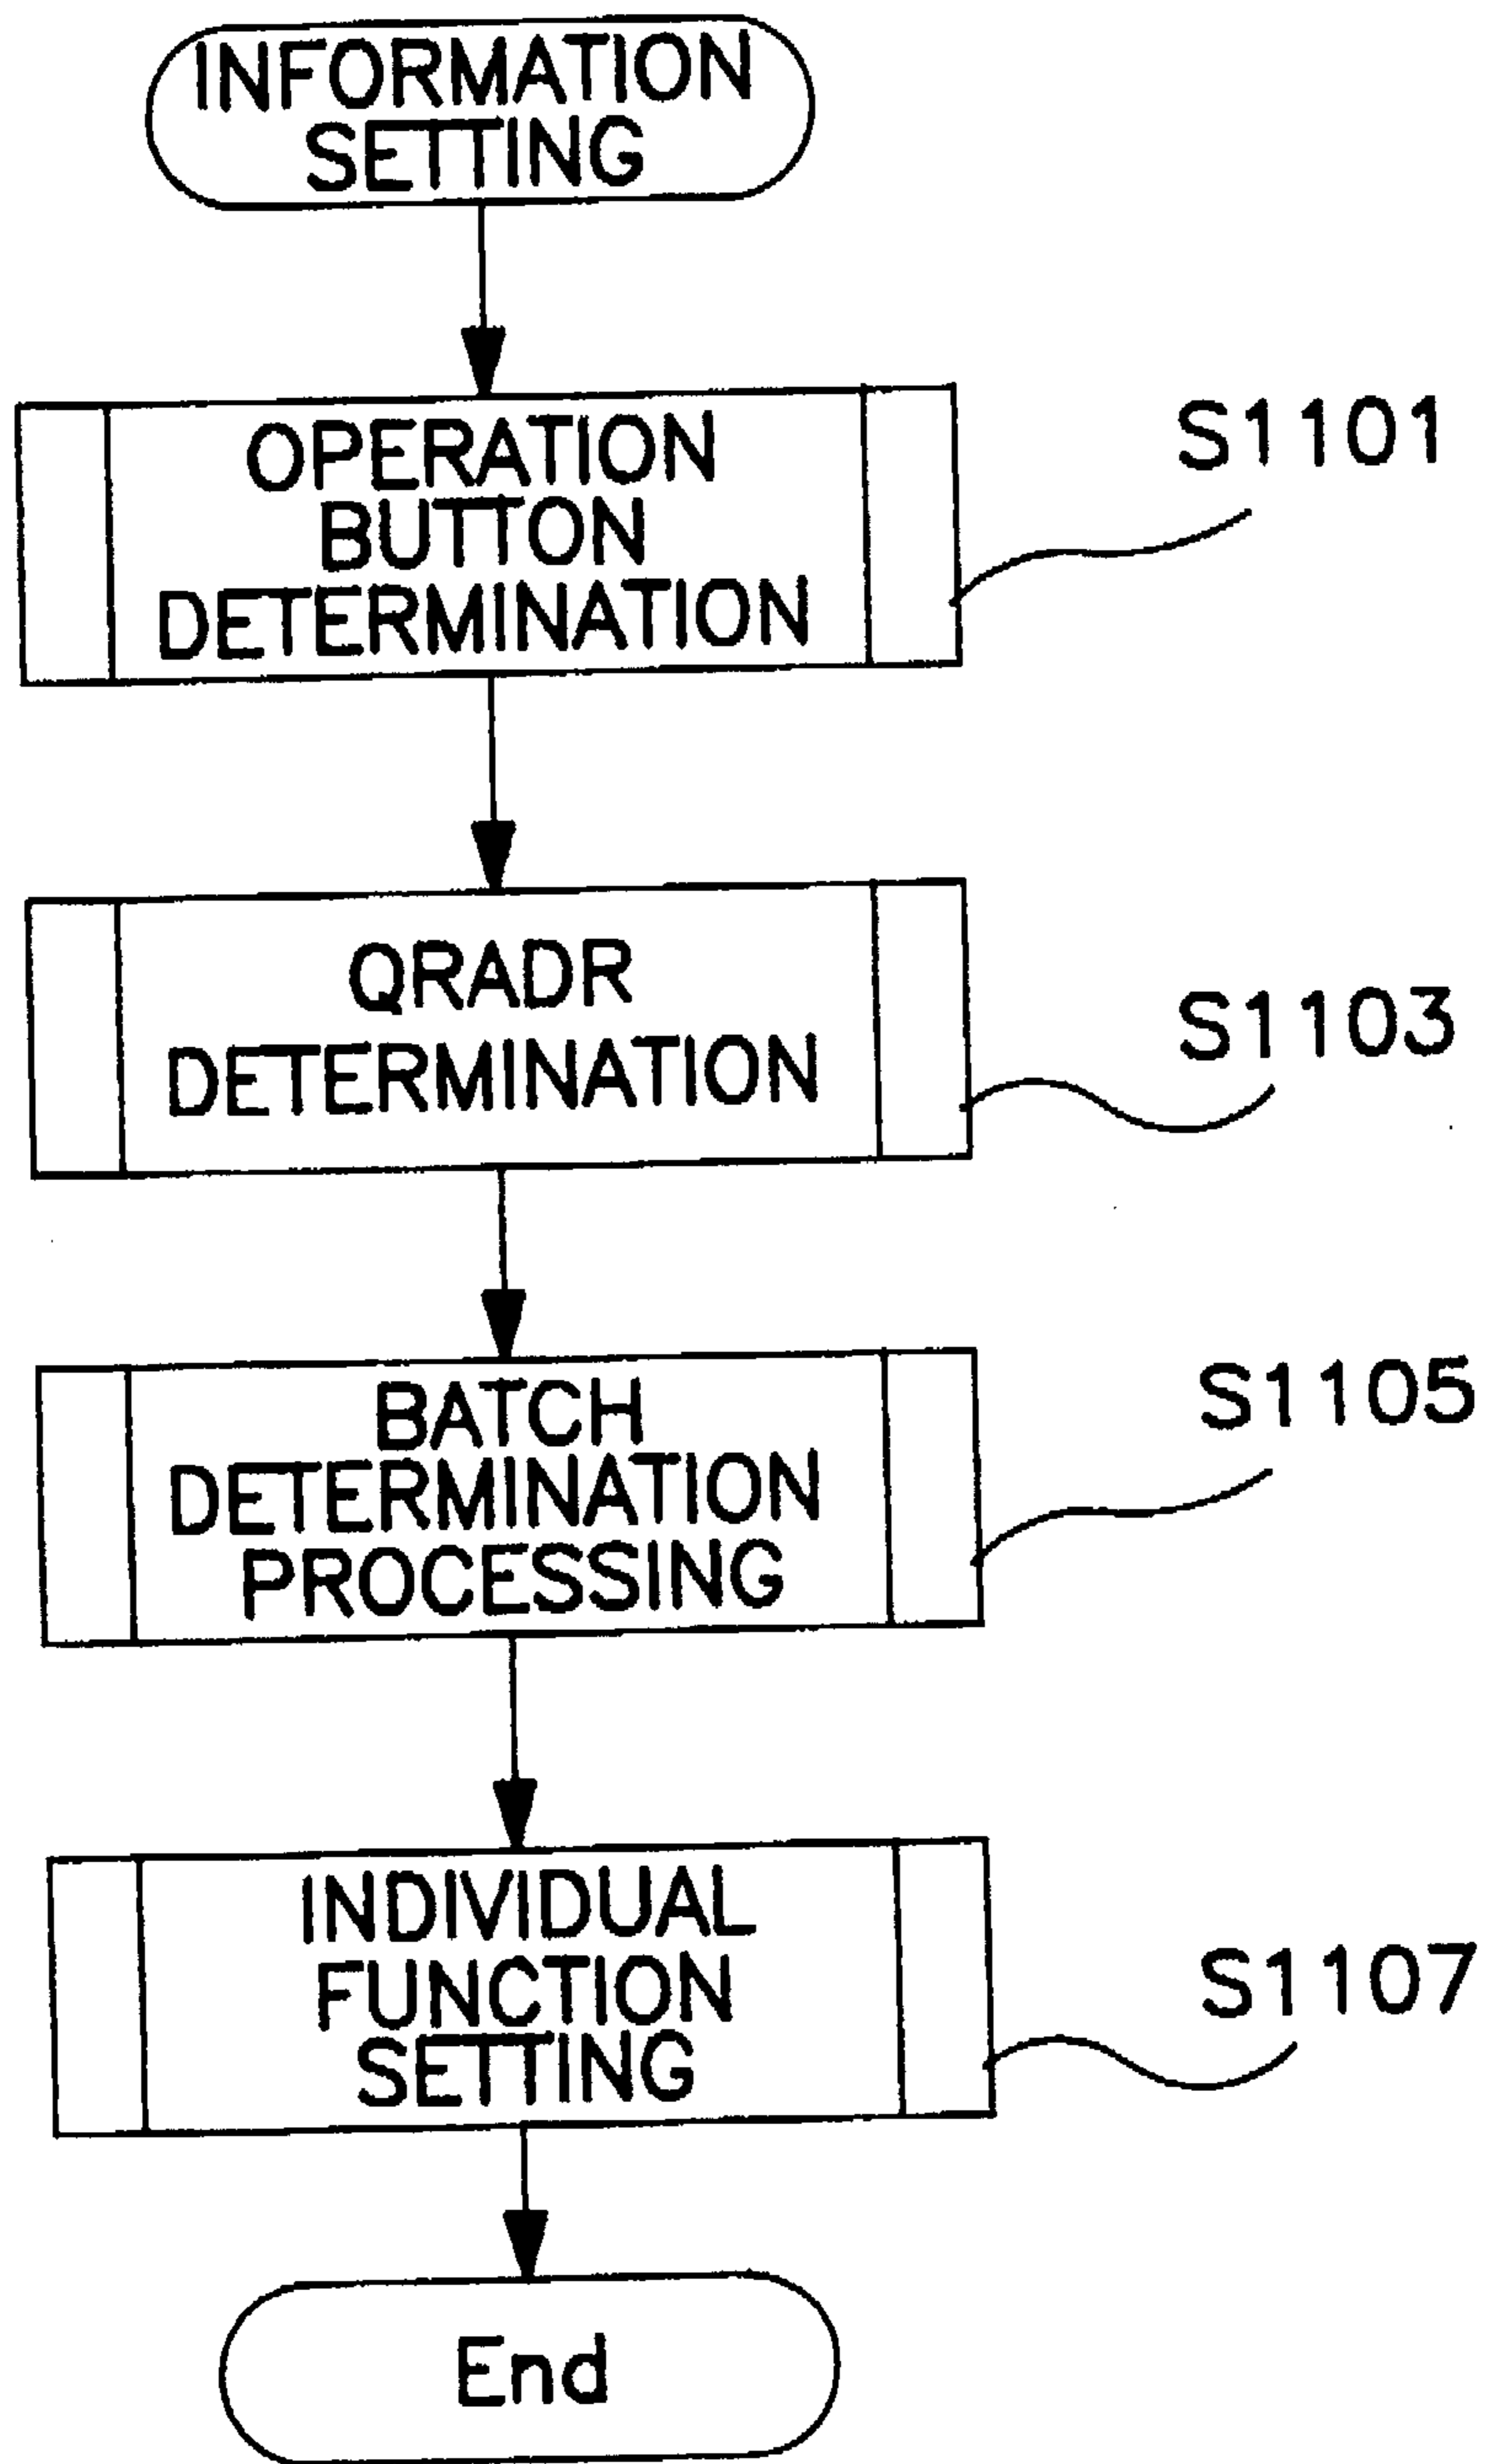 INFORMATION
SETTING
OPERATION
BUTTON
DETERMINATION
S1101
QRADR
DETERMINATION
S1103
BATCH
DETERMINATION
PROCESSING
S1105
INDIVIDUAL
FUNCTION
SETTING
S1107
End